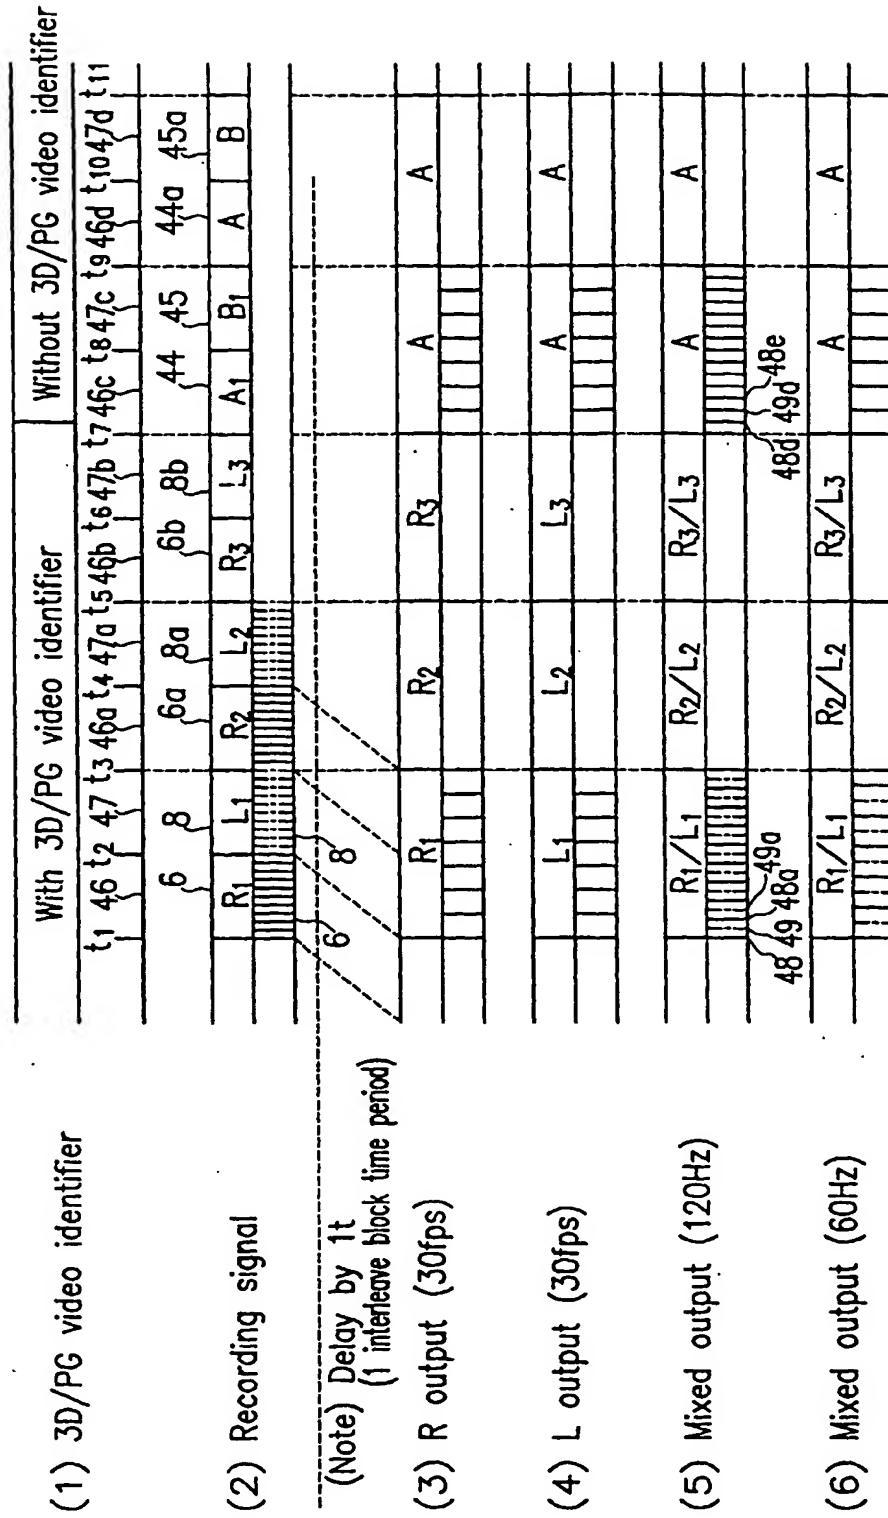 (1) 3D/PG video identifier
With 3D/PG video identifier
Without 3D/PG video identifier
t1 46 t2 47 t3 46a t4 47a t5 46b t6 47b t7 46c t8 47c t9 46d t10 47d t11
6 8 6a 8a 6b 8b 44 45 44a 45a
(2) Recording signal
R1 L1 R2 L2 R3 L3 A1 B1 A B
6 8
(Note) Delay by 1t
(1 interleave block time period)
(3) R output (30fps)
R1 R2 R3 A A
(4) L output (30fps)
L1 L2 L3 A A
(5) Mixed output (120Hz)
R1/L1 R2/L2 R3/L3 A A
48 49 48a 49a 48d 49d 48e
(6) Mixed output (60Hz)
R1/L1 R2/L2 R3/L3 A A